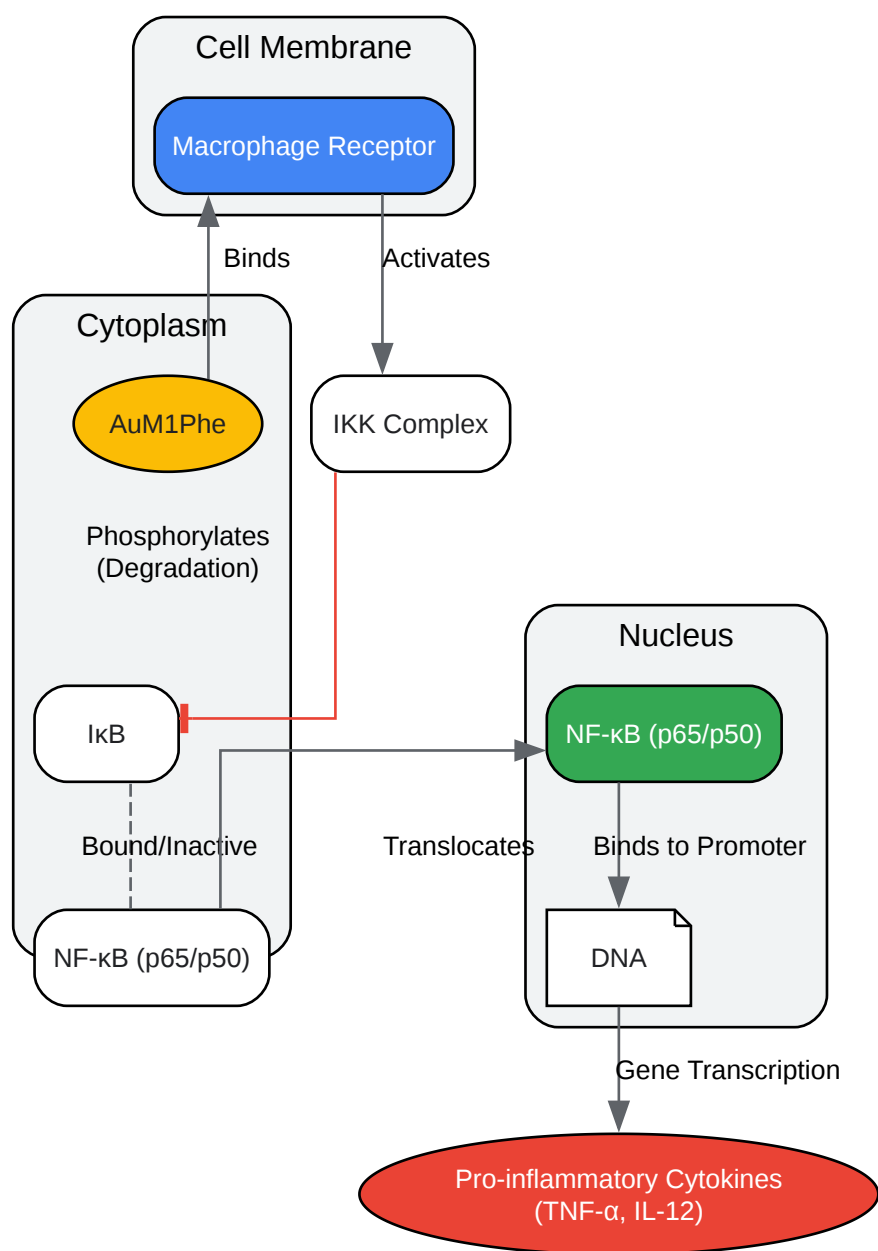 Cell Membrane
Macrophage Receptor
Binds
Activates
Cytoplasm
AuM1Phe
IKK Complex
Phosphorylates
(Degradation)
Nucleus
IκB
NF-κB (p65/p50)
Bound/Inactive
Translocates
Binds to Promoter
NF-κB (p65/p50)
DNA
Gene Transcription
Pro-inflammatory Cytokines
(TNF-α, IL-12)